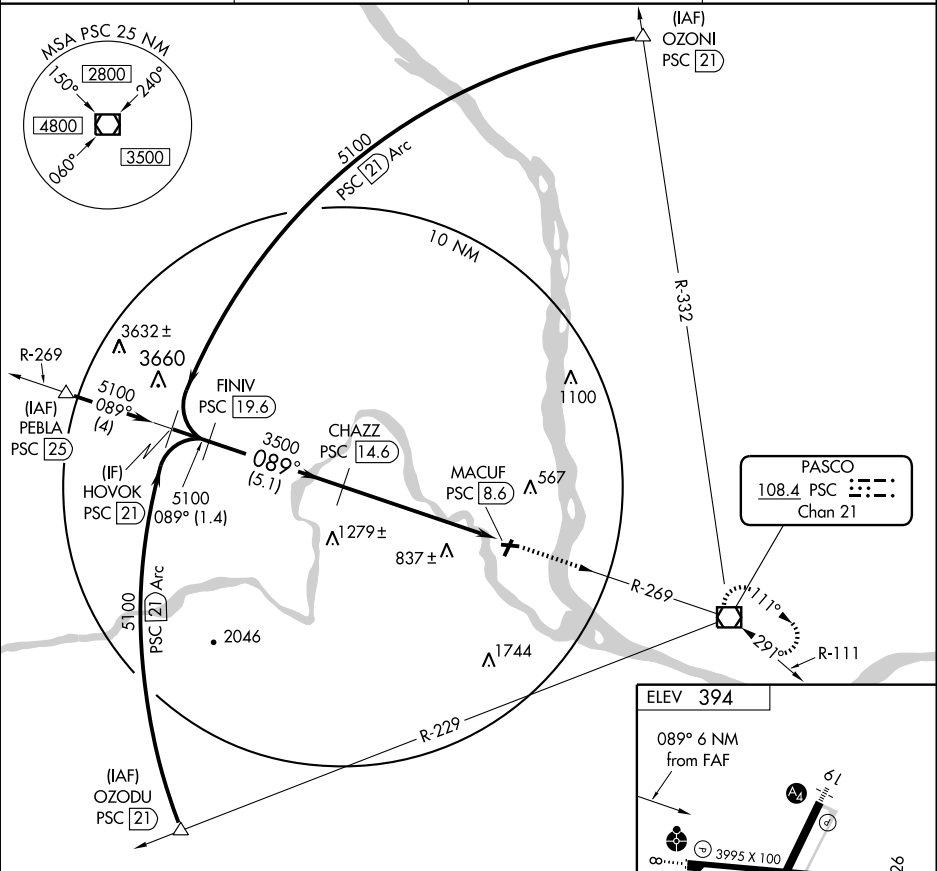 MSA PSC 25 NM
150°
2800
240°
4800
3500
060°
(IAF)
OZONI
PSC 21
5100
PSC 21 Arc
10 NM
R-332
3632±
3660
R-269
5100
089°
(4)
(IAF)
PEBLA
PSC 25
FINIV
PSC 19.6
(IF)
HOVOK
PSC 21
5100
089° (1.4)
3500
089°
(5.1)
CHAZZ
PSC 14.6
MACUF
PSC 8.6
567
1100
1279±
837±
PASCO
108.4 PSC
Chan 21
R-269
111°
291°
R-111
5100
PSC 21 Arc
2046
1744
R-229
(IAF)
OZODU
PSC 21
ELEV 394
089° 6 NM
from FAF
A4
19
P
P
3995 X 100
8
26